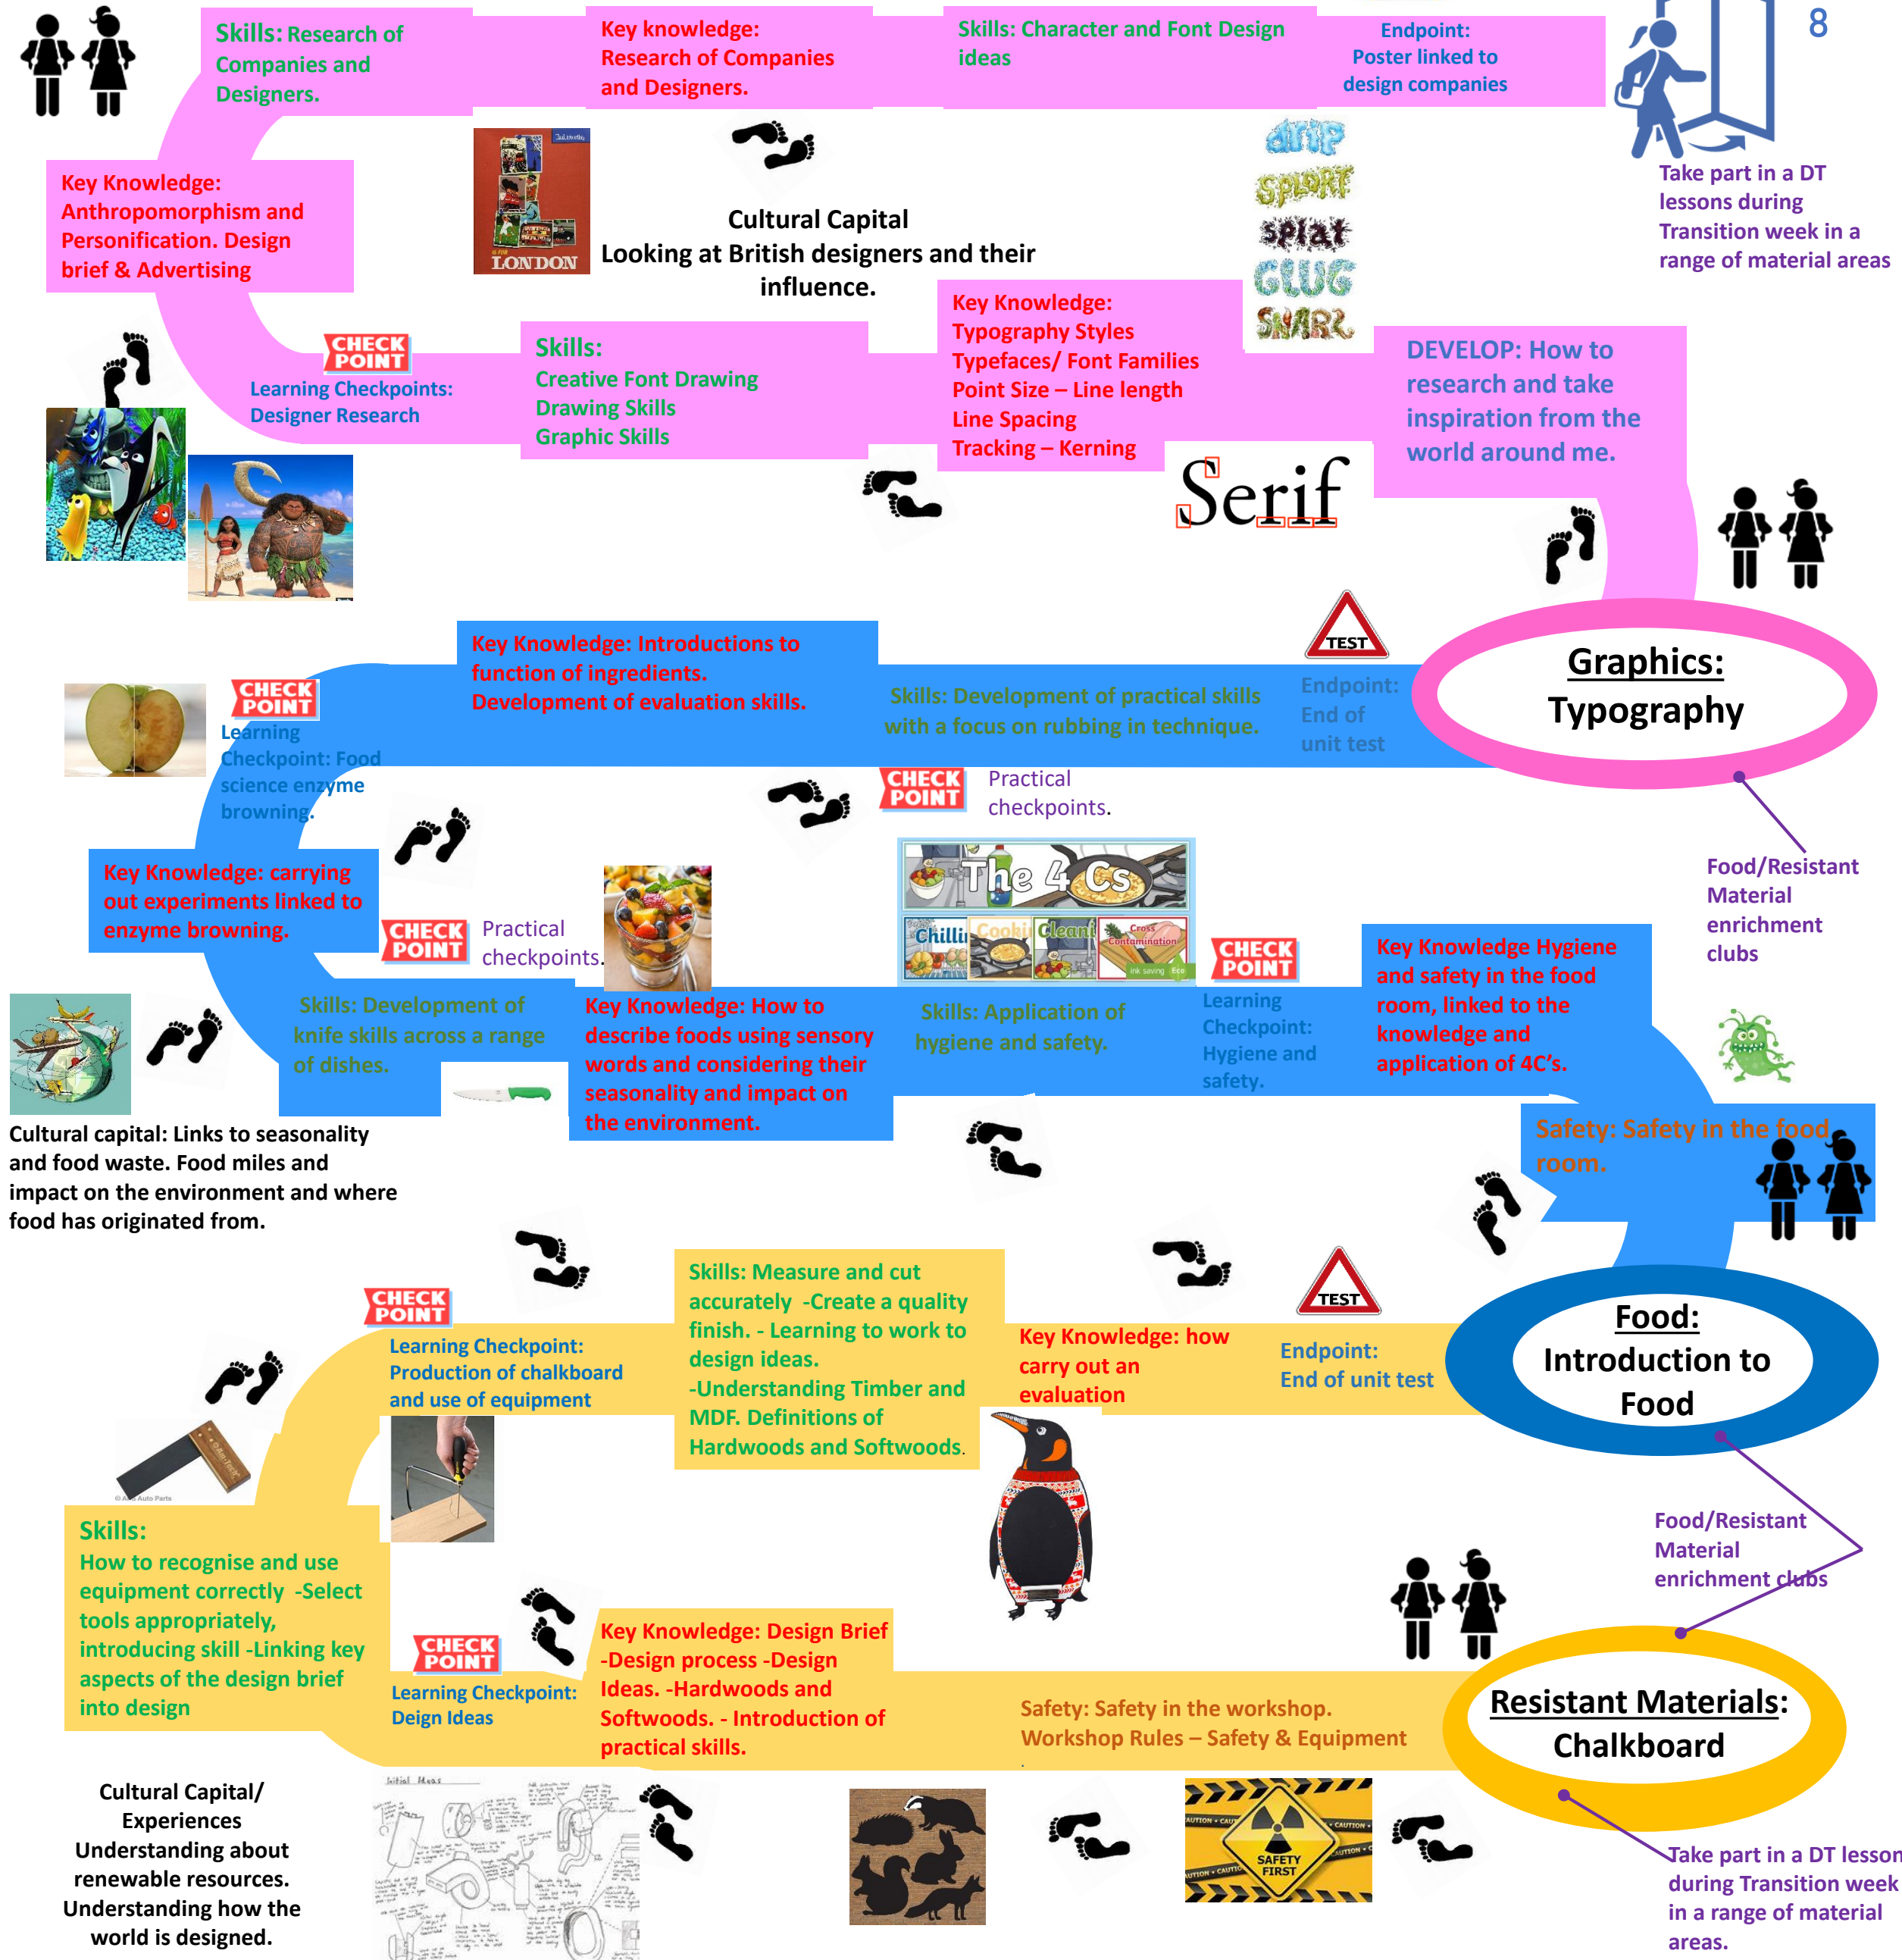 8
Skills: Research of
Companies and
Designers.
Key knowledge:
Research of Companies
and Designers.
Skills: Character and Font Design
ideas
Endpoint:
Poster linked to
design companies
Take part in a DT
lessons during
Transition week in a
range of material areas
Key Knowledge:
Anthropomorphism and
Personification. Design
brief & Advertising
LONDON
Cultural Capital
Looking at British designers and their
influence.
drip
SPLORT
splat
GLUG
SNARL
CHECK
POINT
Learning Checkpoints:
Designer Research
Skills:
Creative Font Drawing
Drawing Skills
Graphic Skills
Key Knowledge:
Typography Styles
Typefaces/ Font Families
Point Size – Line length
Line Spacing
Tracking – Kerning
Serif
DEVELOP: How to
research and take
inspiration from the
world around me.
Graphics:
Typography
TEST
Endpoint:
End of
unit test
Skills: Development of practical skills
with a focus on rubbing in technique.
Key Knowledge: Introductions to
function of ingredients.
Development of evaluation skills.
CHECK
POINT
Learning
Checkpoint: Food
science enzyme
browning.
CHECK
POINT
Practical
checkpoints.
Food/Resistant
Material
enrichment
clubs
Key Knowledge: carrying
out experiments linked to
enzyme browning.
CHECK
POINT
Practical
checkpoints.
The 4 Cs
Chilli
Cooki
Cleani
Cross
Contamination
ink saving Eco
CHECK
POINT
Learning
Checkpoint:
Hygiene and
safety.
Key Knowledge Hygiene
and safety in the food
room, linked to the
knowledge and
application of 4C's.
Skills: Development of
knife skills across a range
of dishes.
Key Knowledge: How to
describe foods using sensory
words and considering their
seasonality and impact on
the environment.
Skills: Application of
hygiene and safety.
Safety: Safety in the food
room.
Cultural capital: Links to seasonality
and food waste. Food miles and
impact on the environment and where
food has originated from.
Food:
Introduction to
Food
TEST
Endpoint:
End of unit test
Key Knowledge: how
carry out an
evaluation
Skills: Measure and cut
accurately -Create a quality
finish. - Learning to work to
design ideas.
-Understanding Timber and
MDF. Definitions of
Hardwoods and Softwoods.
CHECK
POINT
Learning Checkpoint:
Production of chalkboard
and use of equipment
Food/Resistant
Material
enrichment clubs
Skills:
How to recognise and use
equipment correctly -Select
tools appropriately,
introducing skill -Linking key
aspects of the design brief
into design
CHECK
POINT
Learning Checkpoint:
Deign Ideas
Key Knowledge: Design Brief
-Design process -Design
Ideas. -Hardwoods and
Softwoods. - Introduction of
practical skills.
Safety: Safety in the workshop.
Workshop Rules – Safety & Equipment
.
Resistant Materials:
Chalkboard
Cultural Capital/
Experiences
Understanding about
renewable resources.
Understanding how the
world is designed.
Initial Ideas
CAUTION
SAFETY
FIRST
Take part in a DT lesson
during Transition week
in a range of material
areas.